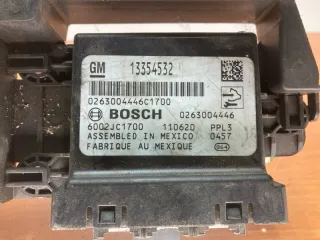 GM 13354532
0263004446C1700
BOSCH 0263004446
6002JC1700 110620 PPL3
ASSEMBLED IN MEXICO 0457
FABRIQUE AU MEXIQUE